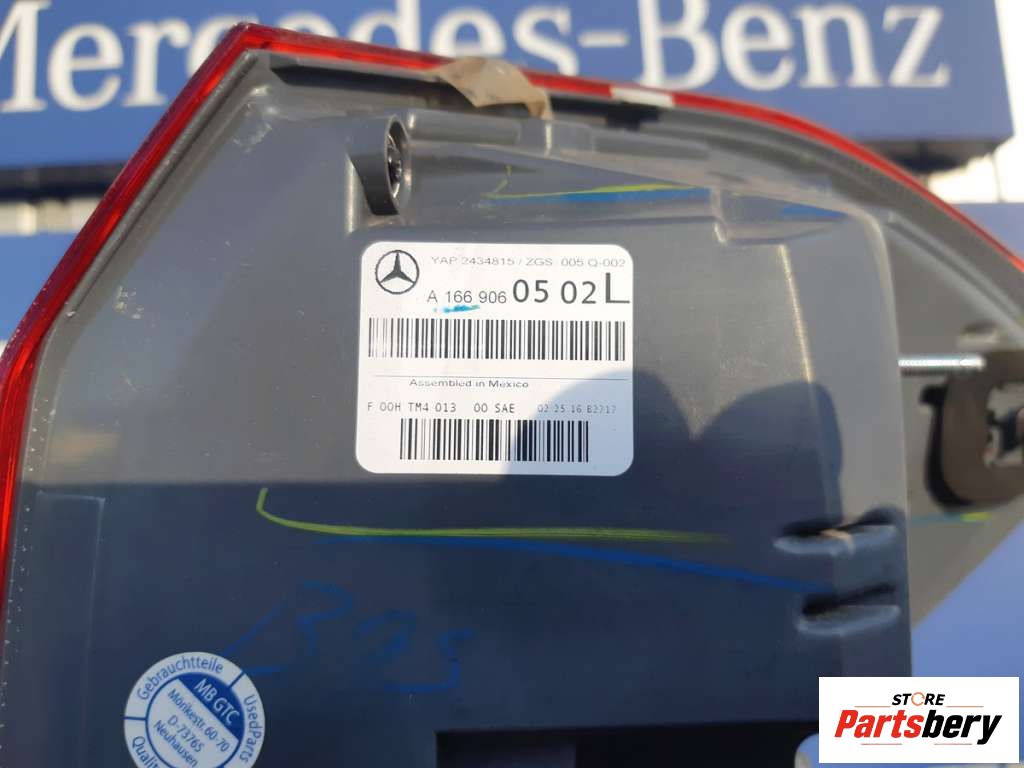 Mercedes-Benz
YAP 2434815 / ZGS: 005 Q-002
A 166 906 05 02 L
Assembled in Mexico
F 00H TM4 013 00 SAE 02 25 16 B2717
Gebrauchtteile
UsedParts
MB GTC
Morikestr. 60-70
D-73765
Neuhausen
STORE
Partsbery